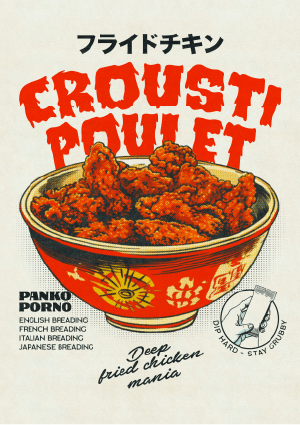 フライドチキン
CROUSTI
POULET
PANKO
PORNO
ENGLISH BREADING
FRENCH BREADING
ITALIAN BREADING
JAPANESE BREADING
Deep
fried chicken
mania
DIP HARD - STAY GRUBBY